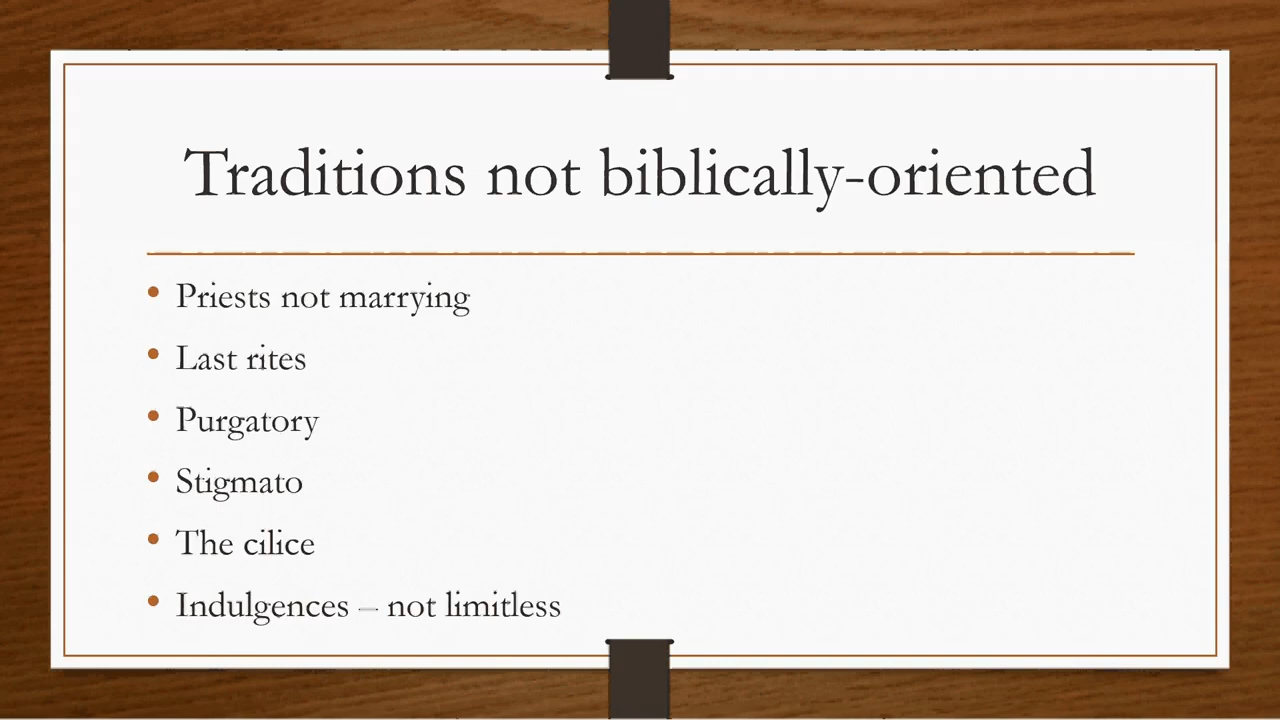 Traditions not biblically-oriented
• Priests not marrying
• Last rites
• Purgatory
• Stigmato
• The cilice
• Indulgences – not limitless